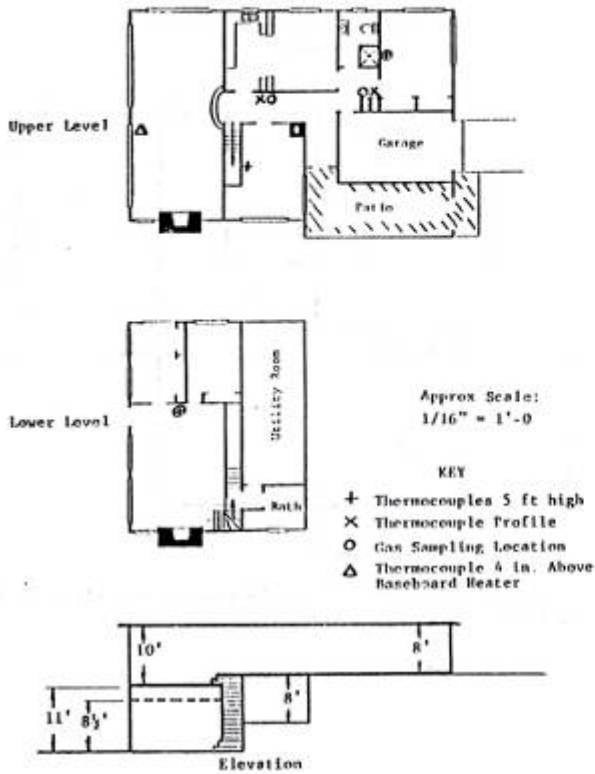 Upper Level
Garage
Patio
Lower Level
Utility Room
Bath
Approx Scale:
1/16" = 1'-0
KEY
+ Thermocouples 5 ft high
X Thermocouple Profile
O Gas Sampling Location
△ Thermocouple 4 in. Above
Baseboard Heater
10'
8'
11'
8½'
8'
Elevation